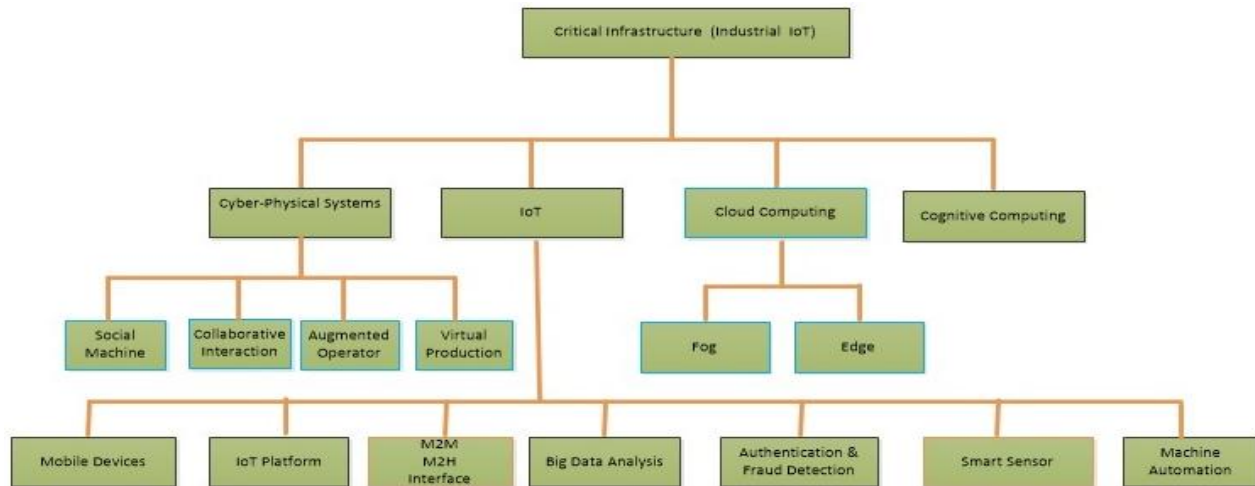 Critical Infrastructure (Industrial IoT)
Cyber-Physical Systems
IoT
Cloud Computing
Cognitive Computing
Social
Machine
Collaborative
Interaction
Augmented
Operator
Virtual
Production
Fog
Edge
Mobile Devices
IoT Platform
M2M
M2H
Interface
Big Data Analysis
Authentication &
Fraud Detection
Smart Sensor
Machine
Automation